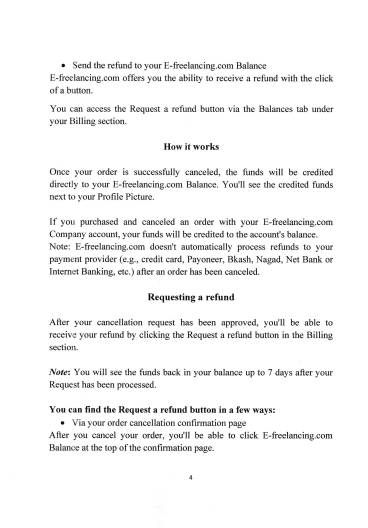 • Send the refund to your E-freelancing.com Balance
E-freelancing.com offers you the ability to receive a refund with the click
of a button.
You can access the Request a refund button via the Balances tab under
your Billing section.
How it works
Once your order is successfully canceled, the funds will be credited
directly to your E-freelancing.com Balance. You'll see the credited funds
next to your Profile Picture.
If you purchased and canceled an order with your E-freelancing.com
Company account, your funds will be credited to the account's balance.
Note: E-freelancing.com doesn't automatically process refunds to your
payment provider (e.g., credit card, Payoneer, Bkash, Nagad, Net Bank or
Internet Banking, etc.) after an order has been canceled.
Requesting a refund
After your cancellation request has been approved, you'll be able to
receive your refund by clicking the Request a refund button in the Billing
section.
Note: You will see the funds back in your balance up to 7 days after your
Request has been processed.
You can find the Request a refund button in a few ways:
• Via your order cancellation confirmation page
After you cancel your order, you'll be able to click E-freelancing.com
Balance at the top of the confirmation page.
4